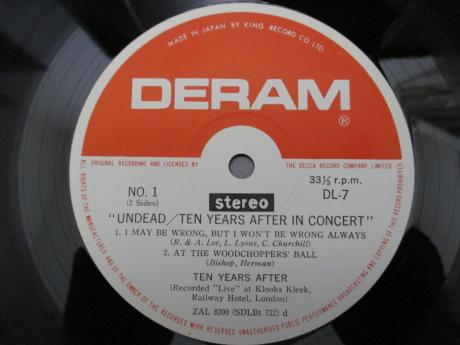 MADE IN JAPAN BY KING RECORD CO LTD.
DERAM
®
ORIGINAL RECORDING AND LICENSED BY THE DECCA RECORD COMPANY LIMITED
NO. 1
(2 Sides)
stereo
33⅓ r.p.m.
DL-7
"UNDEAD/TEN YEARS AFTER IN CONCERT"
1. I MAY BE WRONG, BUT I WON'T BE WRONG ALWAYS
(R. & A. Lee, L. Lyons, C. Churchill)
2. AT THE WOODCHOPPERS' BALL
(Bishop, Herman)
TEN YEARS AFTER
(Recorded "Live" at Klooks Kleek,
Railway Hotel, London)
ZAL 8390 (SDLBt 722) d
ALL RIGHTS OF THE MANUFACTURER AND OF THE OWNER OF THE RECORDED WORK RESERVED · UNAUTHORISED PUBLIC PERFORMANCE BROADCASTING AND COPYING OF THIS RECORD PROHIBITED